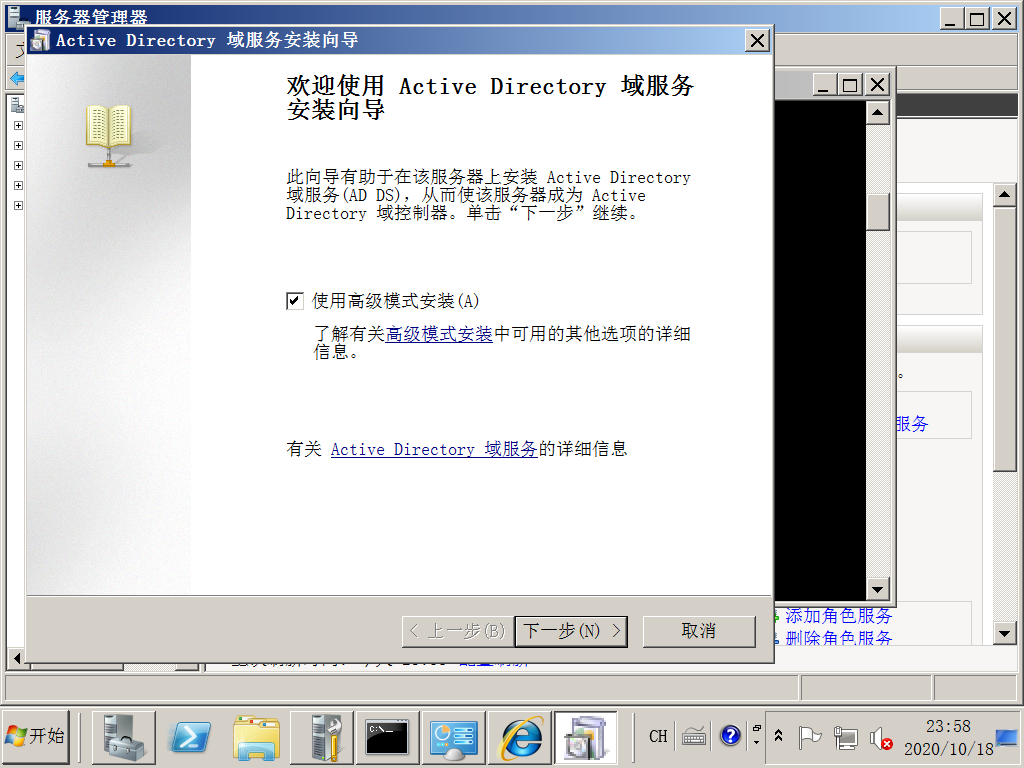 服务器管理器
Active Directory 域服务安装向导
欢迎使用 Active Directory 域服务
安装向导
此向导有助于在该服务器上安装 Active Directory
域服务(AD DS)，从而使该服务器成为 Active
Directory 域控制器。单击“下一步”继续。
使用高级模式安装(A)
了解有关高级模式安装中可用的其他选项的详细
信息。
有关 Active Directory 域服务的详细信息
< 上一步(B)
下一步(N) >
取消
。
服务
添加角色服务
删除角色服务
开始
C:\_
CH
23:58
2020/10/18